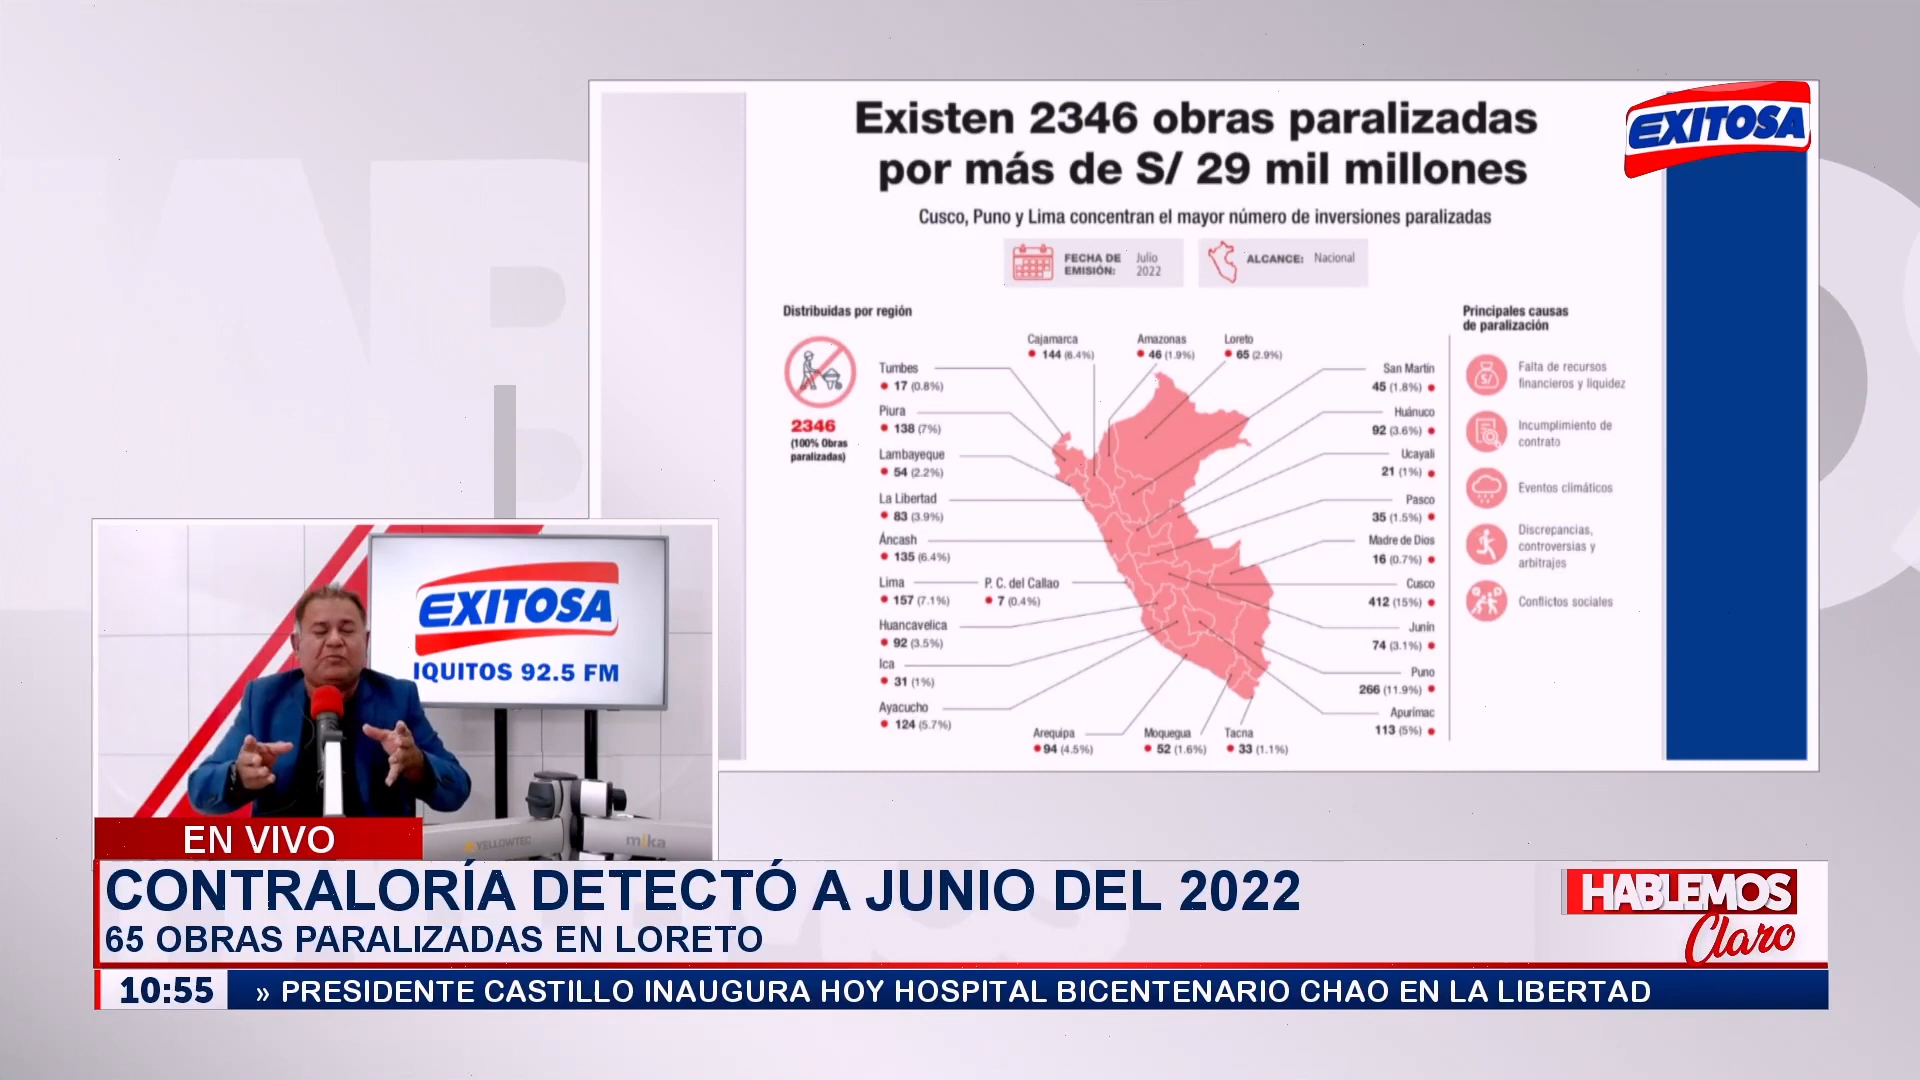 Existen 2346 obras paralizadas
por más de S/ 29 mil millones
Cusco, Puno y Lima concentran el mayor número de inversiones paralizadas
FECHA DE
EMISIÓN:
Julio
2022
ALCANCE: Nacional
EXITOSA
Distribuidas por región
2346
(100% Obras
paralizadas)
Cajamarca
144 (6.4%)
Amazonas
46 (1.9%)
Loreto
65 (2.9%)
Tumbes
17 (0.8%)
Piura
138 (7%)
Lambayeque
54 (2.2%)
La Libertad
83 (3.9%)
Áncash
135 (6.4%)
Lima
157 (7.1%)
P. C. del Callao
7 (0.4%)
Huancavelica
92 (3.5%)
Ica
31 (1%)
Ayacucho
124 (5.7%)
Arequipa
94 (4.5%)
Moquegua
52 (1.6%)
Tacna
33 (1.1%)
San Martín
45 (1.8%)
Huánuco
92 (3.6%)
Ucayali
21 (1%)
Pasco
35 (1.5%)
Madre de Dios
16 (0.7%)
Cusco
412 (15%)
Junín
74 (3.1%)
Puno
266 (11.9%)
Apurímac
113 (5%)
Principales causas
de paralización
S/
Falta de recursos
financieros y liquidez
Incumplimiento de
contrato
Eventos climáticos
Discrepancias,
controversias y
arbitrajes
Conflictos sociales
EXITOSA
IQUITOS 92.5 FM
YELLOWTEC
mika
EN VIVO
CONTRALORÍA DETECTÓ A JUNIO DEL 2022
65 OBRAS PARALIZADAS EN LORETO
HABLEMOS
Claro
10:55
» PRESIDENTE CASTILLO INAUGURA HOY HOSPITAL BICENTENARIO CHAO EN LA LIBERTAD